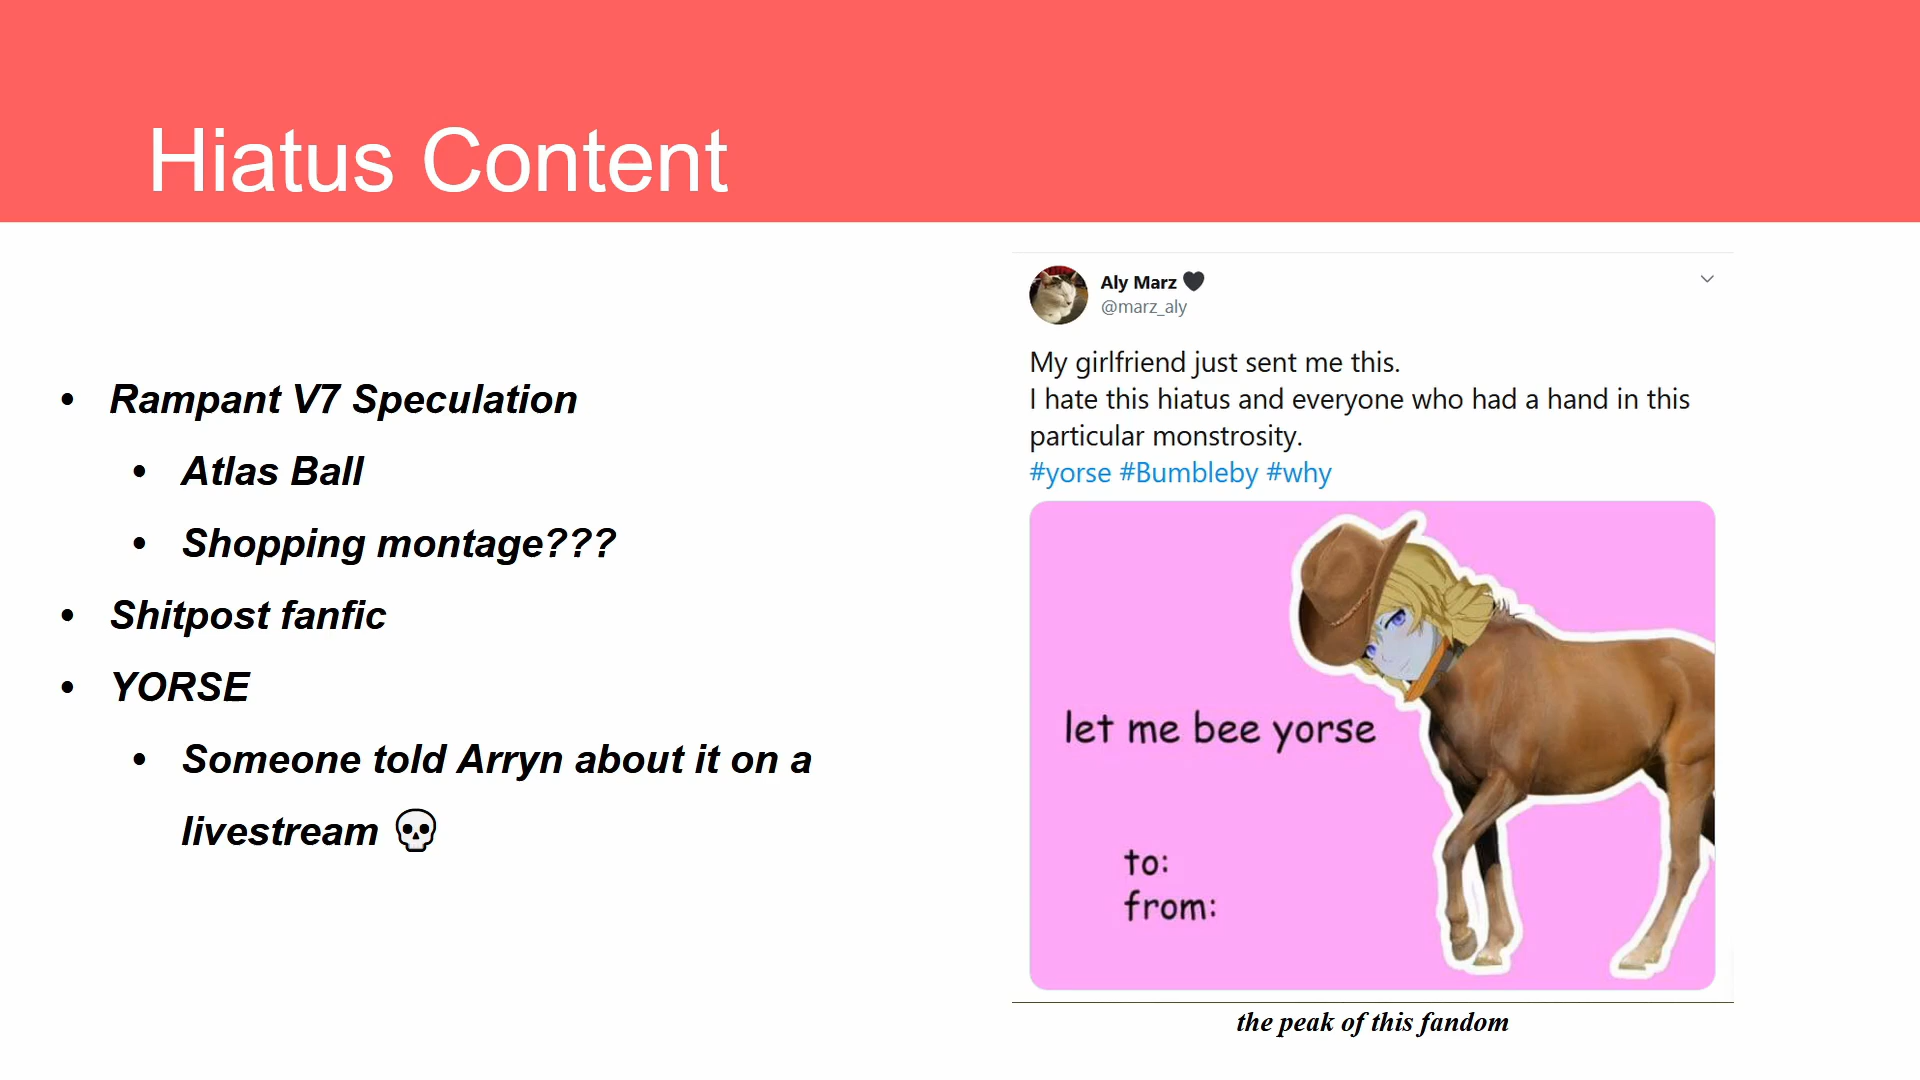 Hiatus Content
• Rampant V7 Speculation
• Atlas Ball
• Shopping montage???
• Shitpost fanfic
• YORSE
• Someone told Arryn about it on a
livestream 💀
Aly Marz 🖤
@marz_aly
My girlfriend just sent me this.
I hate this hiatus and everyone who had a hand in this
particular monstrosity.
#yorse #Bumbleby #why
let me bee yorse
to:
from:
the peak of this fandom